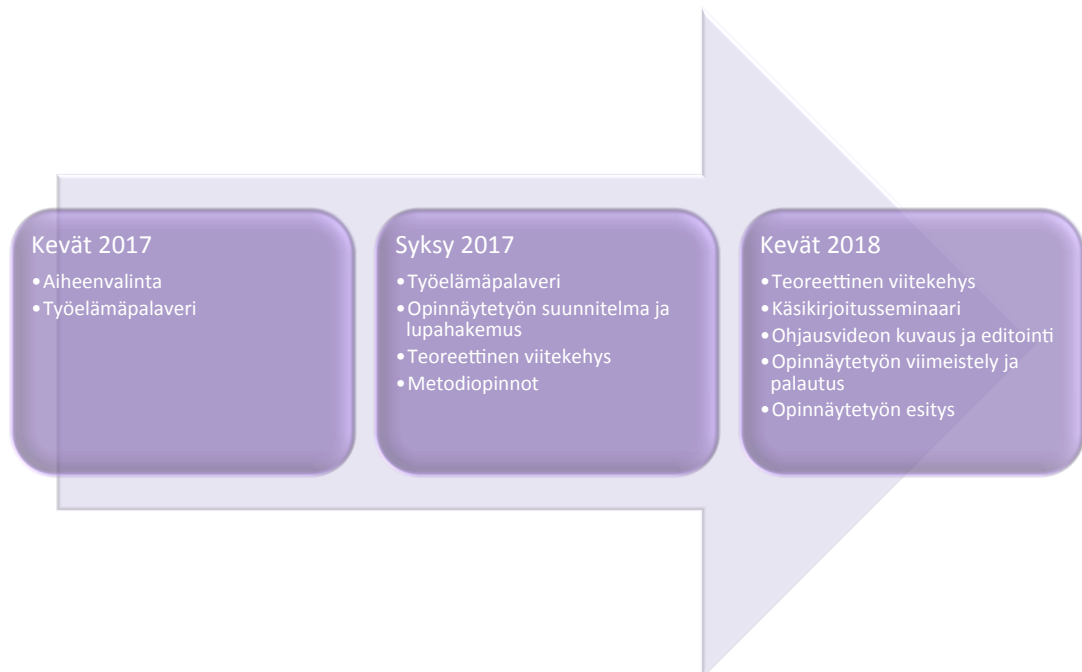 Kevät 2017
•Aiheenvalinta
•Työelämäpalaveri
Syksy 2017
•Työelämäpalaveri
•Opinnäytetyön suunnitelma ja
lupahakemus
•Teoreettinen viitekehys
•Metodiopinnot
Kevät 2018
•Teoreettinen viitekehys
•Käsikirjoitusseminaari
•Ohjausvideon kuvaus ja editointi
•Opinnäytetyön viimeistely ja
palautus
•Opinnäytetyön esitys